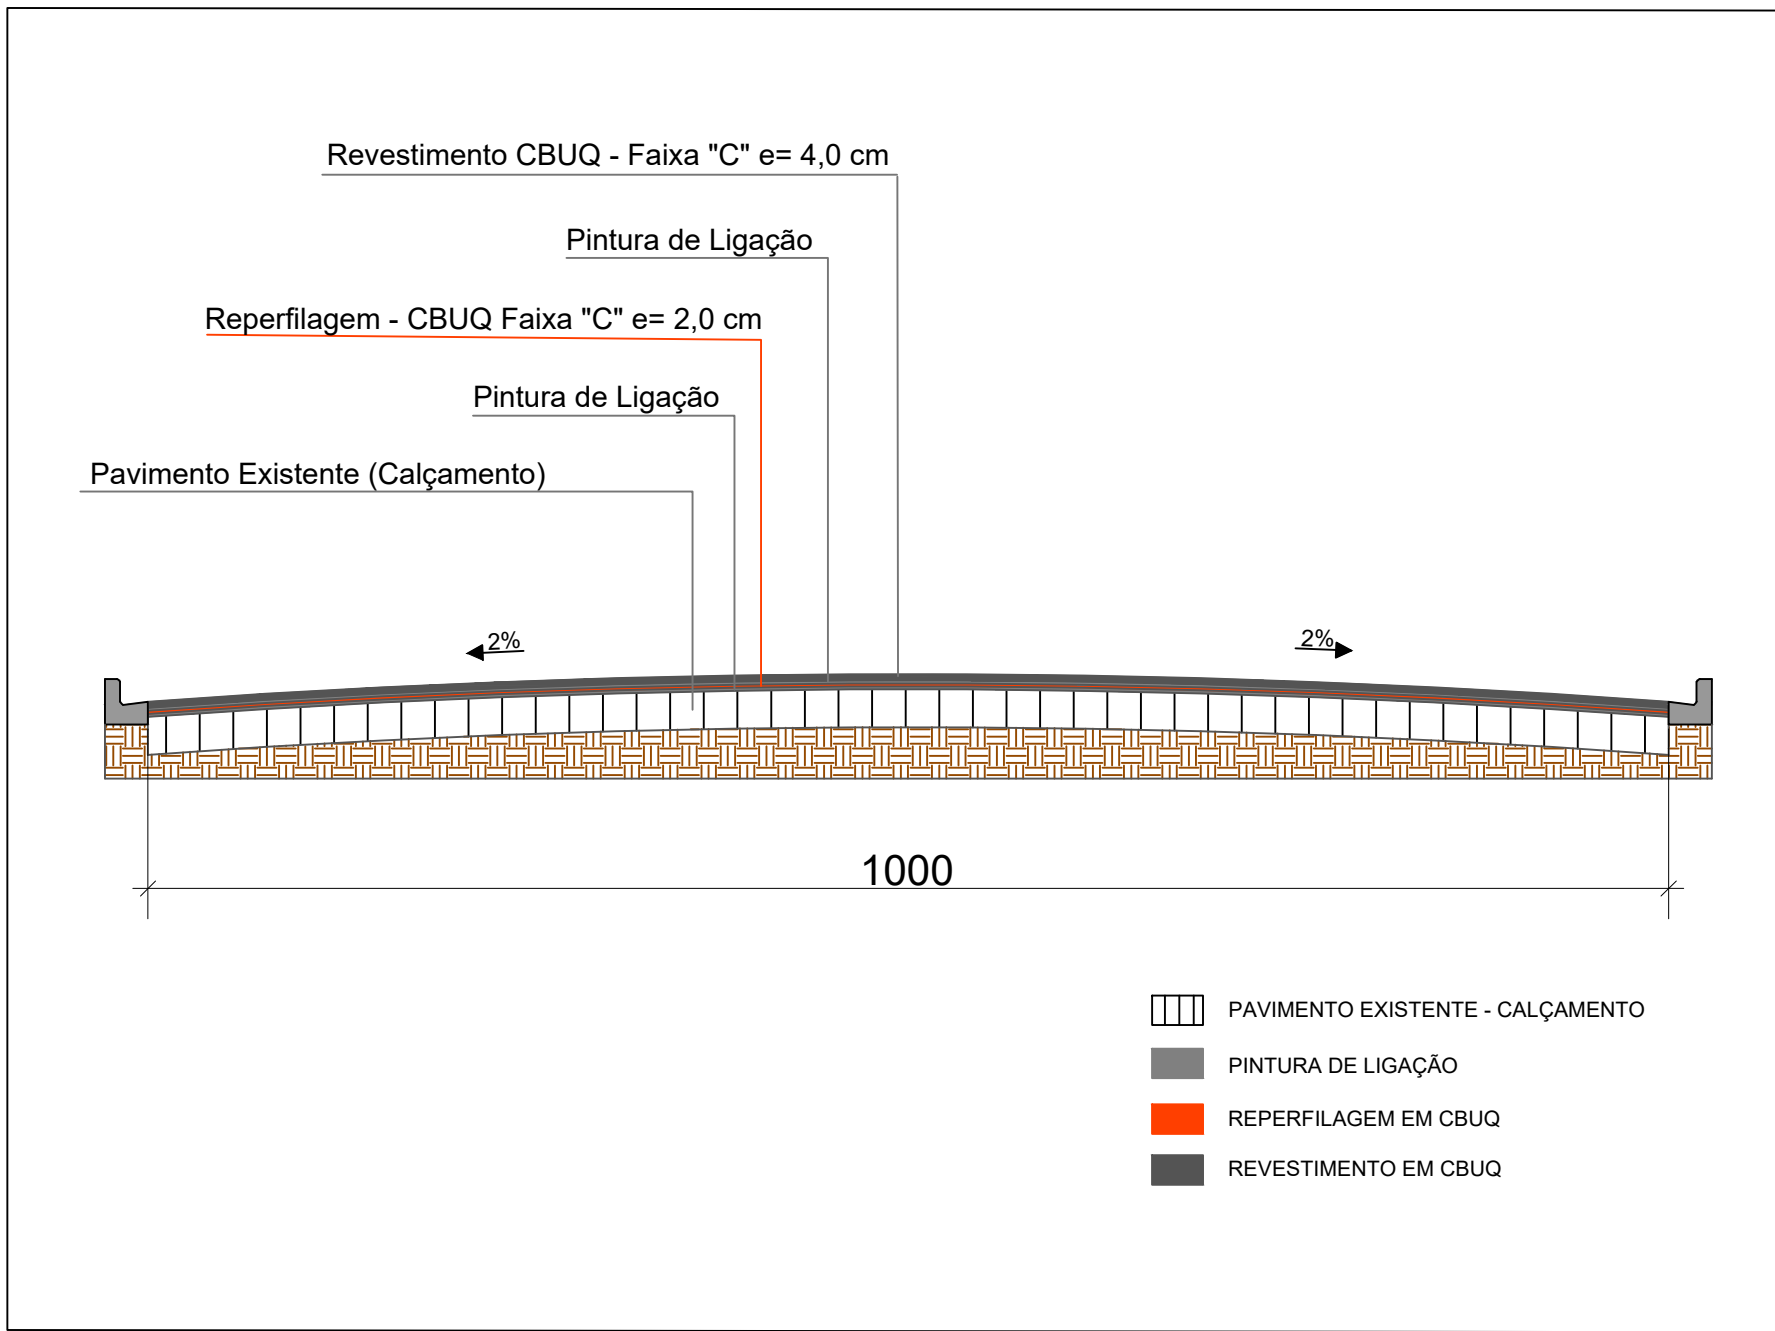 Revestimento CBUQ - Faixa "C" e= 4,0 cm
Pintura de Ligação
Reperfilagem - CBUQ Faixa "C" e= 2,0 cm
Pintura de Ligação
Pavimento Existente (Calçamento)
2%
2%
1000
PAVIMENTO EXISTENTE - CALÇAMENTO
PINTURA DE LIGAÇÃO
REPERFILAGEM EM CBUQ
REVESTIMENTO EM CBUQ